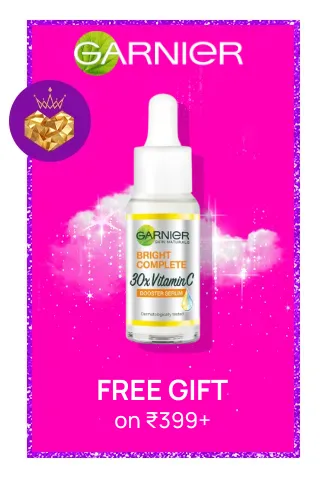 GARNIER
GARNIER
SKIN NATURALS
BRIGHT
COMPLETE
30x Vitamin C
BOOSTER SERUM
Dermatologically tested
FREE GIFT
on ₹399+